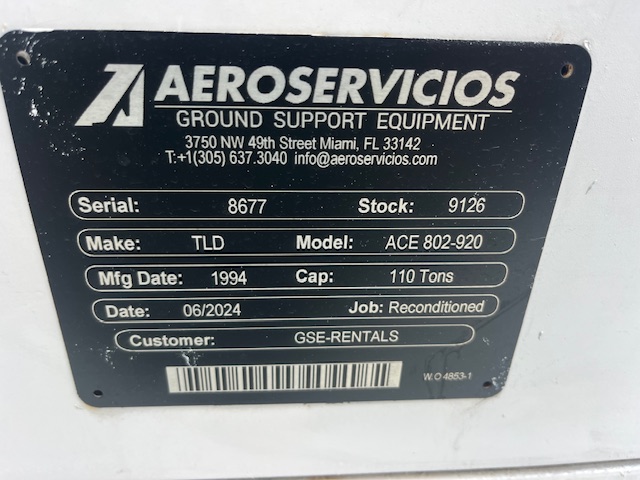 AEROSERVICIOS
GROUND SUPPORT EQUIPMENT
3750 NW 49th Street Miami, FL 33142
T:+1(305) 637.3040 info@aeroservicios.com
Serial: 8677 Stock: 9126
Make: TLD Model: ACE 802-920
Mfg Date: 1994 Cap: 110 Tons
Date: 06/2024 Job: Reconditioned
Customer: GSE-RENTALS
W.O 4853-1